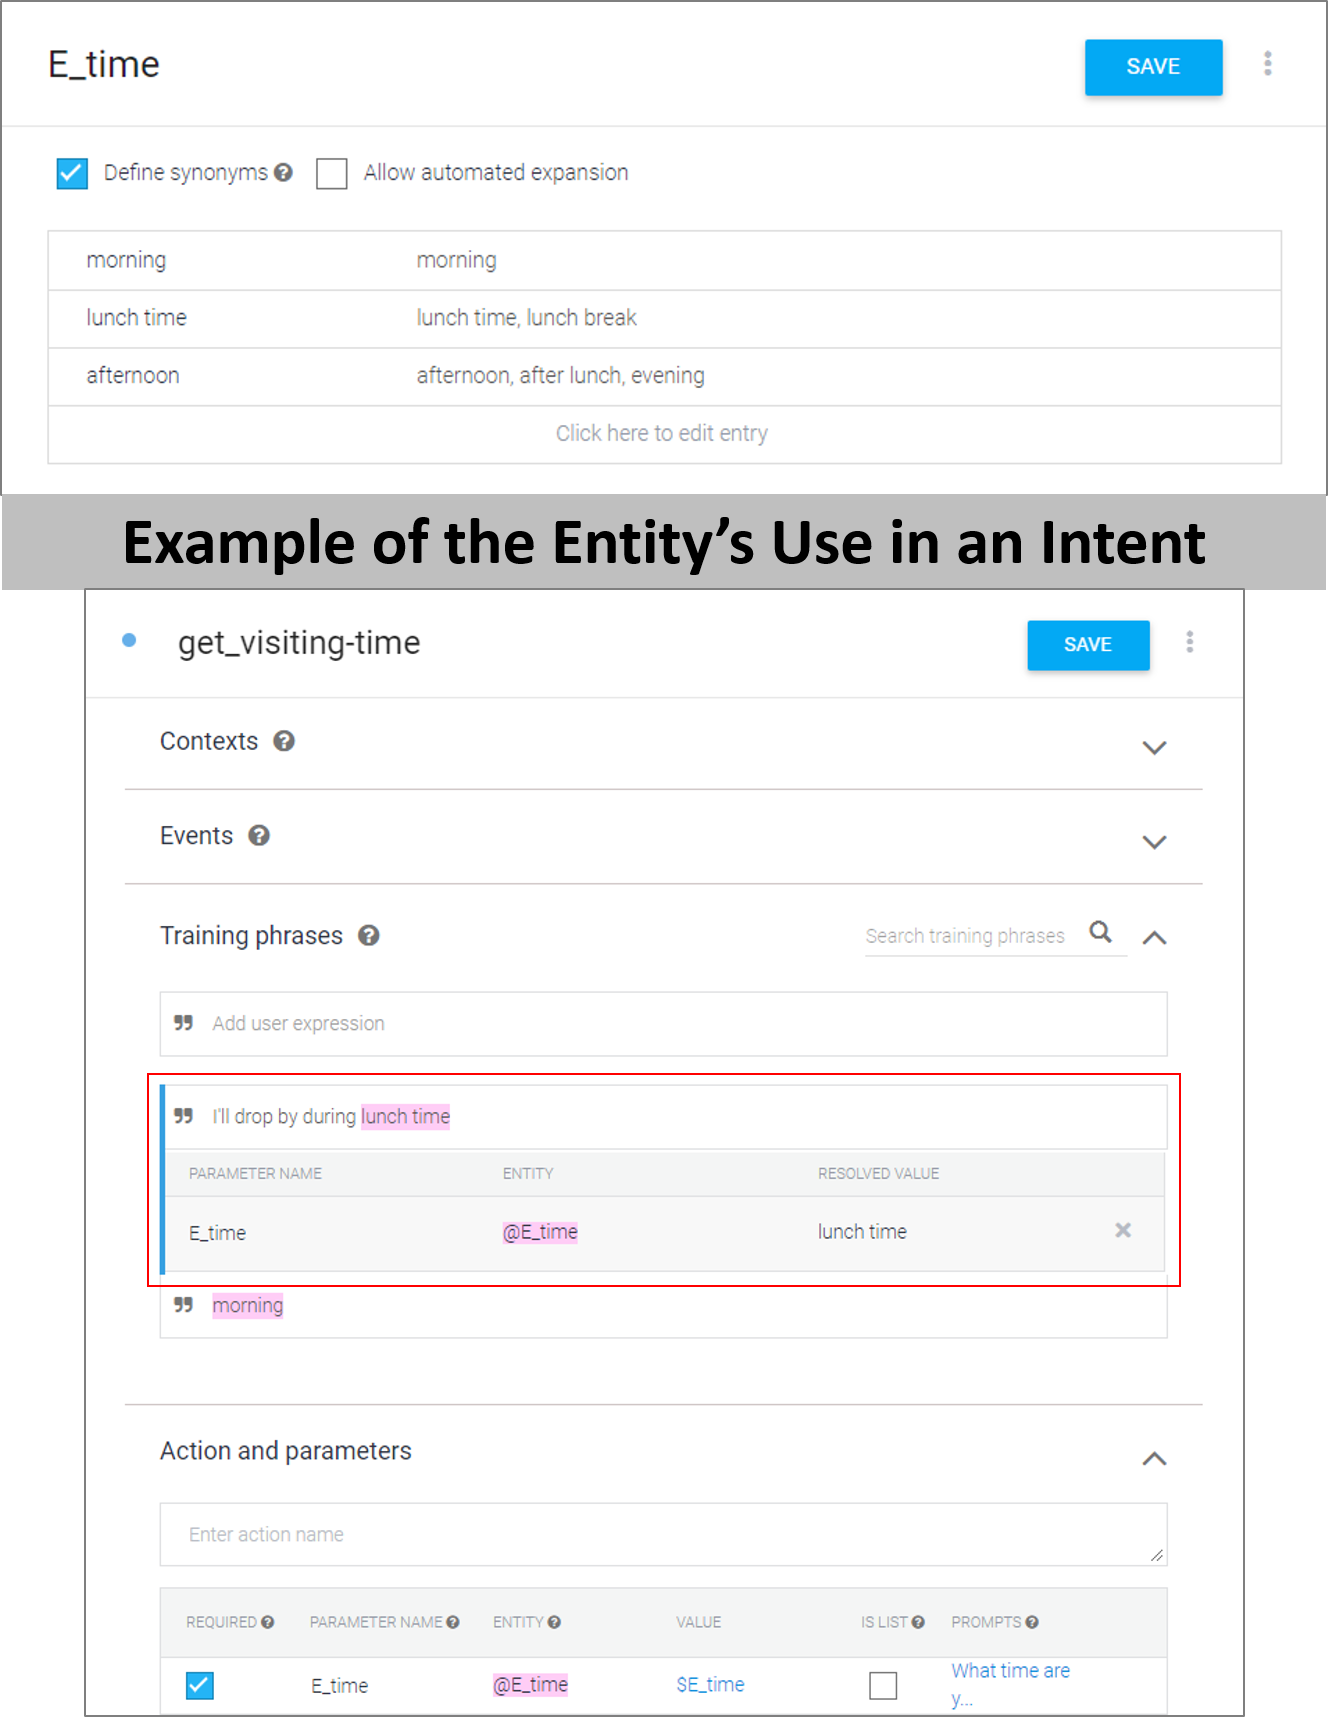 E_time
SAVE
Define synonyms
Allow automated expansion
morning morning
lunch time lunch time, lunch break
afternoon afternoon, after lunch, evening
Click here to edit entry
Example of the Entity’s Use in an Intent
get_visiting-time
SAVE
Contexts
Events
Training phrases
Search training phrases
Add user expression
I'll drop by during lunch time
PARAMETER NAME ENTITY RESOLVED VALUE
E_time @E_time lunch time
morning
Action and parameters
Enter action name
REQUIRED PARAMETER NAME ENTITY VALUE IS LIST PROMPTS
E_time @E_time $E_time What time are
y...